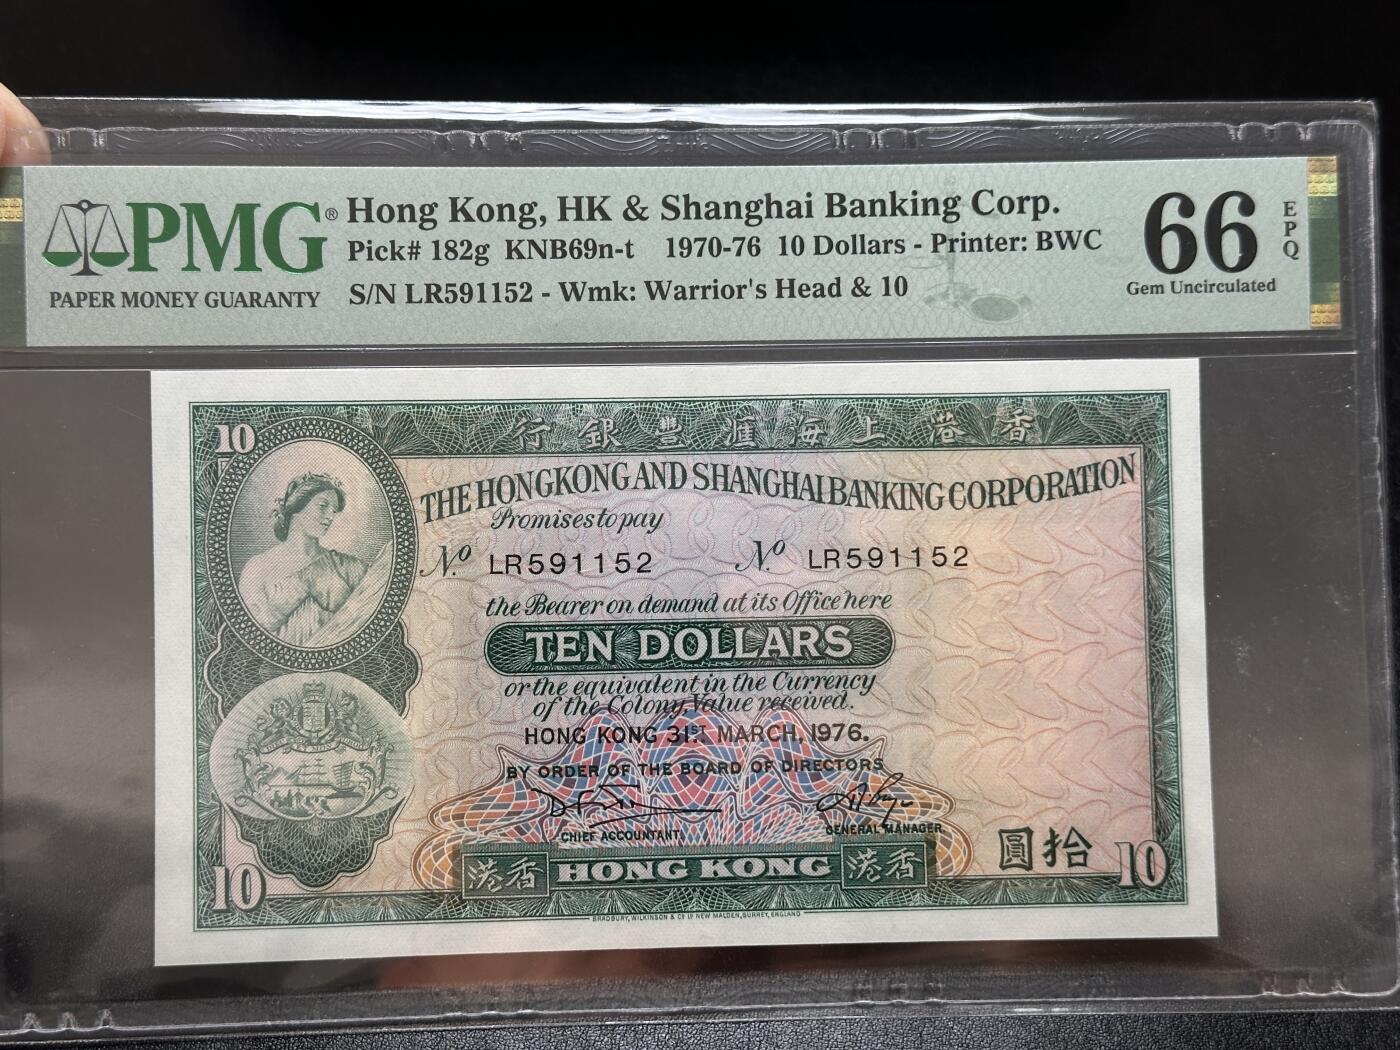 PMG®
PAPER MONEY GUARANTY
Hong Kong, HK & Shanghai Banking Corp.
Pick# 182g KNB69n-t 1970-76 10 Dollars - Printer: BWC
S/N LR591152 - Wmk: Warrior's Head & 10
66
EPQ
Gem Uncirculated
10
行銀豐滙海上港香
THE HONGKONG AND SHANGHAI BANKING CORPORATION
Promises to pay
No. LR591152 No. LR591152
the Bearer on demand at its Office here
TEN DOLLARS
or the equivalent in the Currency
of the Colony, Value received.
HONG KONG 31ST MARCH, 1976.
BY ORDER OF THE BOARD OF DIRECTORS
CHIEF ACCOUNTANT.
GENERAL MANAGER
圓拾
10
港香 HONG KONG 港香
10
BRADBURY, WILKINSON & Co Ld NEW MALDEN, SURREY, ENGLAND